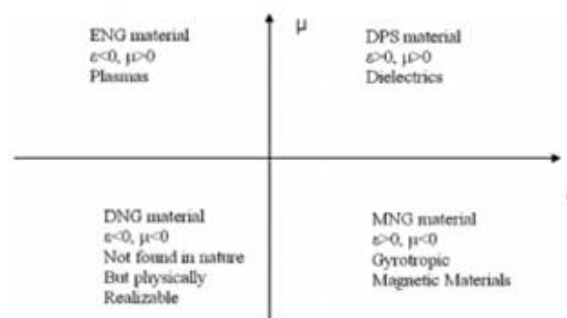 μ
ENG material
ε<0, μ>0
Plasmas
DPS material
ε>0, μ>0
Dielectrics
DNG material
ε<0, μ<0
Not found in nature
But physically
Realizable
MNG material
ε>0, μ<0
Gyrotropic
Magnetic Materials